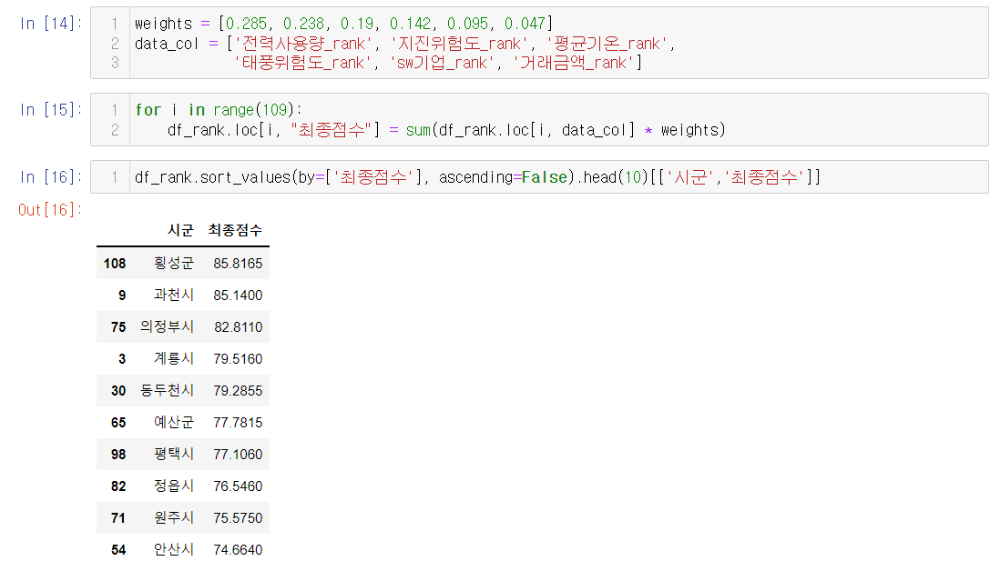 In [14]:
1 weights = [0.285, 0.238, 0.19, 0.142, 0.095, 0.047]
2 data_col = ['전력사용량_rank', '지진위험도_rank', '평균기온_rank',
3 '태풍위험도_rank', 'sw기업_rank', '거래금액_rank']
In [15]:
1 for i in range(109):
2 df_rank.loc[i, "최종점수"] = sum(df_rank.loc[i, data_col] * weights)
In [16]:
1 df_rank.sort_values(by=['최종점수'], ascending=False).head(10)[['시군','최종점수']]
Out[16]:
시군 최종점수
108 횡성군 85.8165
9 과천시 85.1400
75 의정부시 82.8110
3 계룡시 79.5160
30 동두천시 79.2855
65 예산군 77.7815
98 평택시 77.1060
82 정읍시 76.5460
71 원주시 75.5750
54 안산시 74.6640